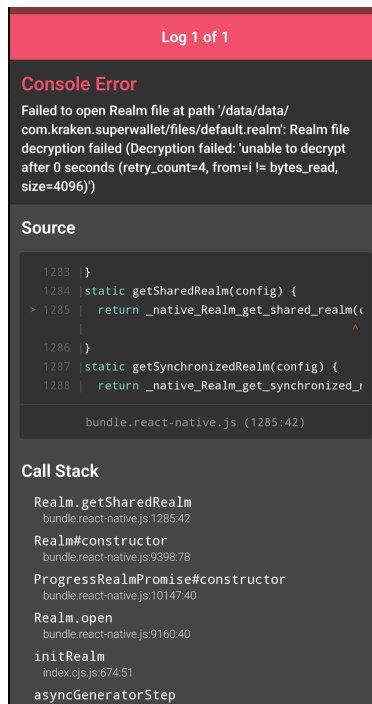 Log 1 of 1
Console Error
Failed to open Realm file at path '/data/data/
com.kraken.superwallet/files/default.realm': Realm file
decryption failed (Decryption failed: 'unable to decrypt
after 0 seconds (retry_count=4, from=i != bytes_read,
size=4096)')
Source
1283 |}
1284 |static getSharedRealm(config) {
> 1285 |  return _native_Realm_get_shared_realm(c
|                                        ^
1286 |}
1287 |static getSynchronizedRealm(config) {
1288 |  return _native_Realm_get_synchronized_r
bundle.react-native.js (1285:42)
Call Stack
Realm.getSharedRealm
bundle.react-native.js:1285:42
Realm#constructor
bundle.react-native.js:9398:78
ProgressRealmPromise#constructor
bundle.react-native.js:10147:40
Realm.open
bundle.react-native.js:9160:40
initRealm
index.cjs.js:674:51
asyncGeneratorStep